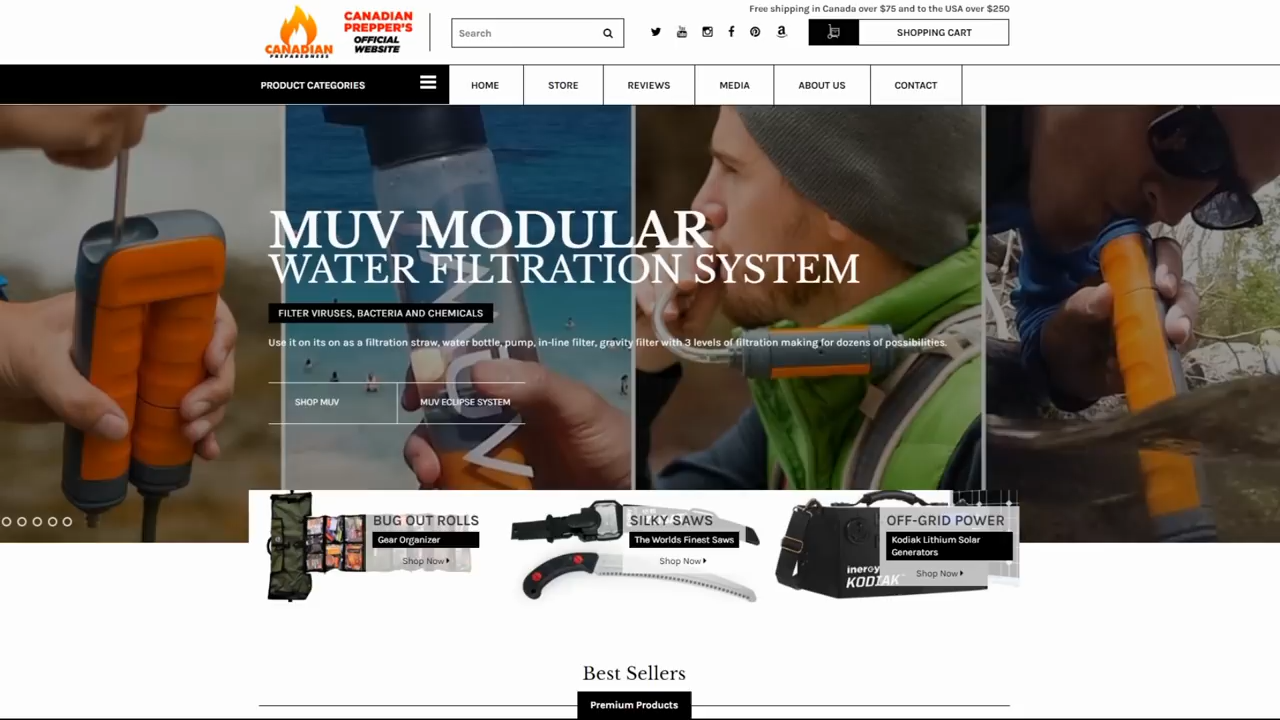 Free shipping in Canada over $75 and to the USA over $250
CANADIAN
PREPAREDNESS
CANADIAN
PREPPER'S
OFFICIAL
WEBSITE
Search
SHOPPING CART
PRODUCT CATEGORIES
HOME
STORE
REVIEWS
MEDIA
ABOUT US
CONTACT
MUV MODULAR
WATER FILTRATION SYSTEM
FILTER VIRUSES, BACTERIA AND CHEMICALS
Use it on its on as a filtration straw, water bottle, pump, in-line filter, gravity filter with 3 levels of filtration making for dozens of possibilities.
SHOP MUV
MUV ECLIPSE SYSTEM
BUG OUT ROLLS
Gear Organizer
Shop Now
SILKY SAWS
The Worlds Finest Saws
Shop Now
OFF-GRID POWER
Kodiak Lithium Solar
Generators
Shop Now
inergy
KODIAK
Best Sellers
Premium Products